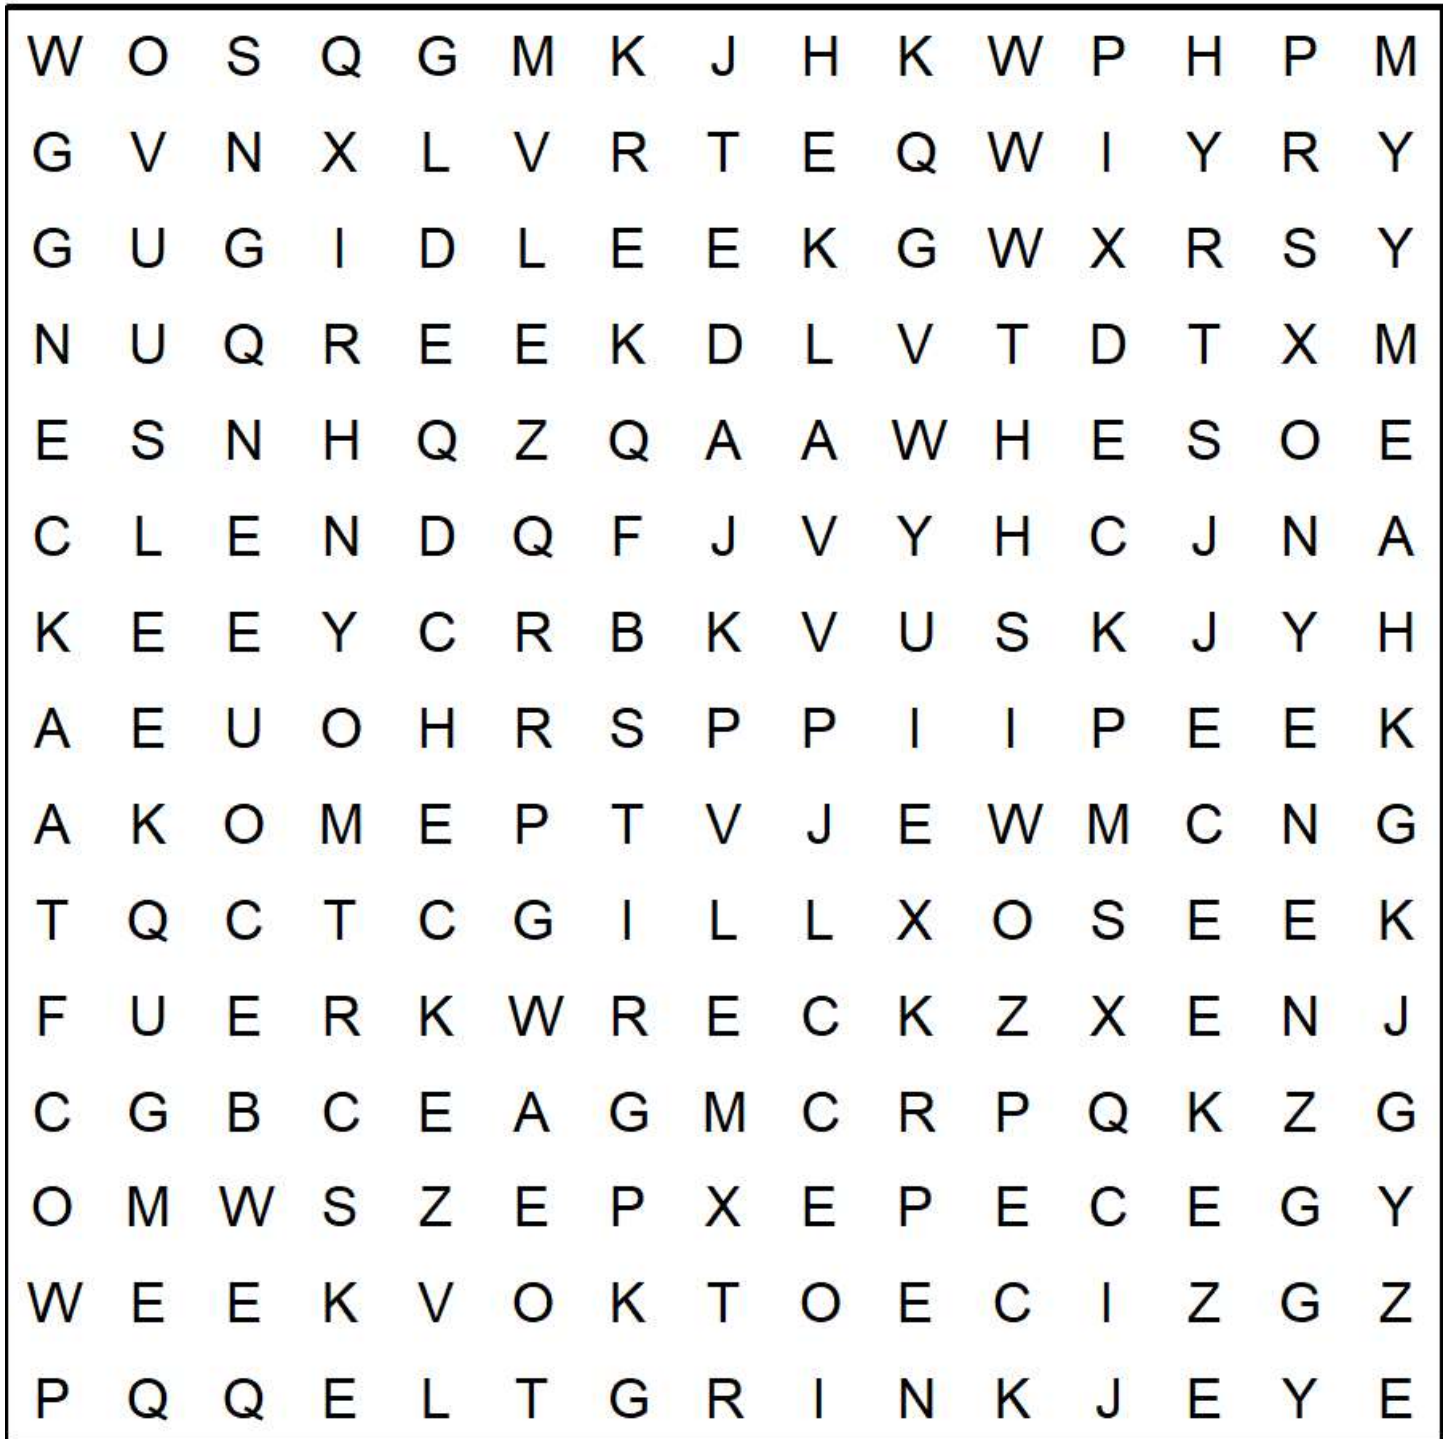 W O S Q G M K J H K W P H P M
G V N X L V R T E Q W I Y R Y
G U G I D L E E K G W X R S Y
N U Q R E E K D L V T D T X M
E S N H Q Z Q A A W H E S O E
C L E N D Q F J V Y H C J N A
K E E Y C R B K V U S K J Y H
A E U O H R S P P I I P E E K
A K O M E P T V J E W M C N G
T Q C T C G I L L X O S E E K
F U E R K W R E C K Z X E N J
C G B C E A G M C R P Q K Z G
O M W S Z E P X E P E C E G Y
W E E K V O K T O E C I Z G Z
P Q Q E L T G R I N K J E Y E